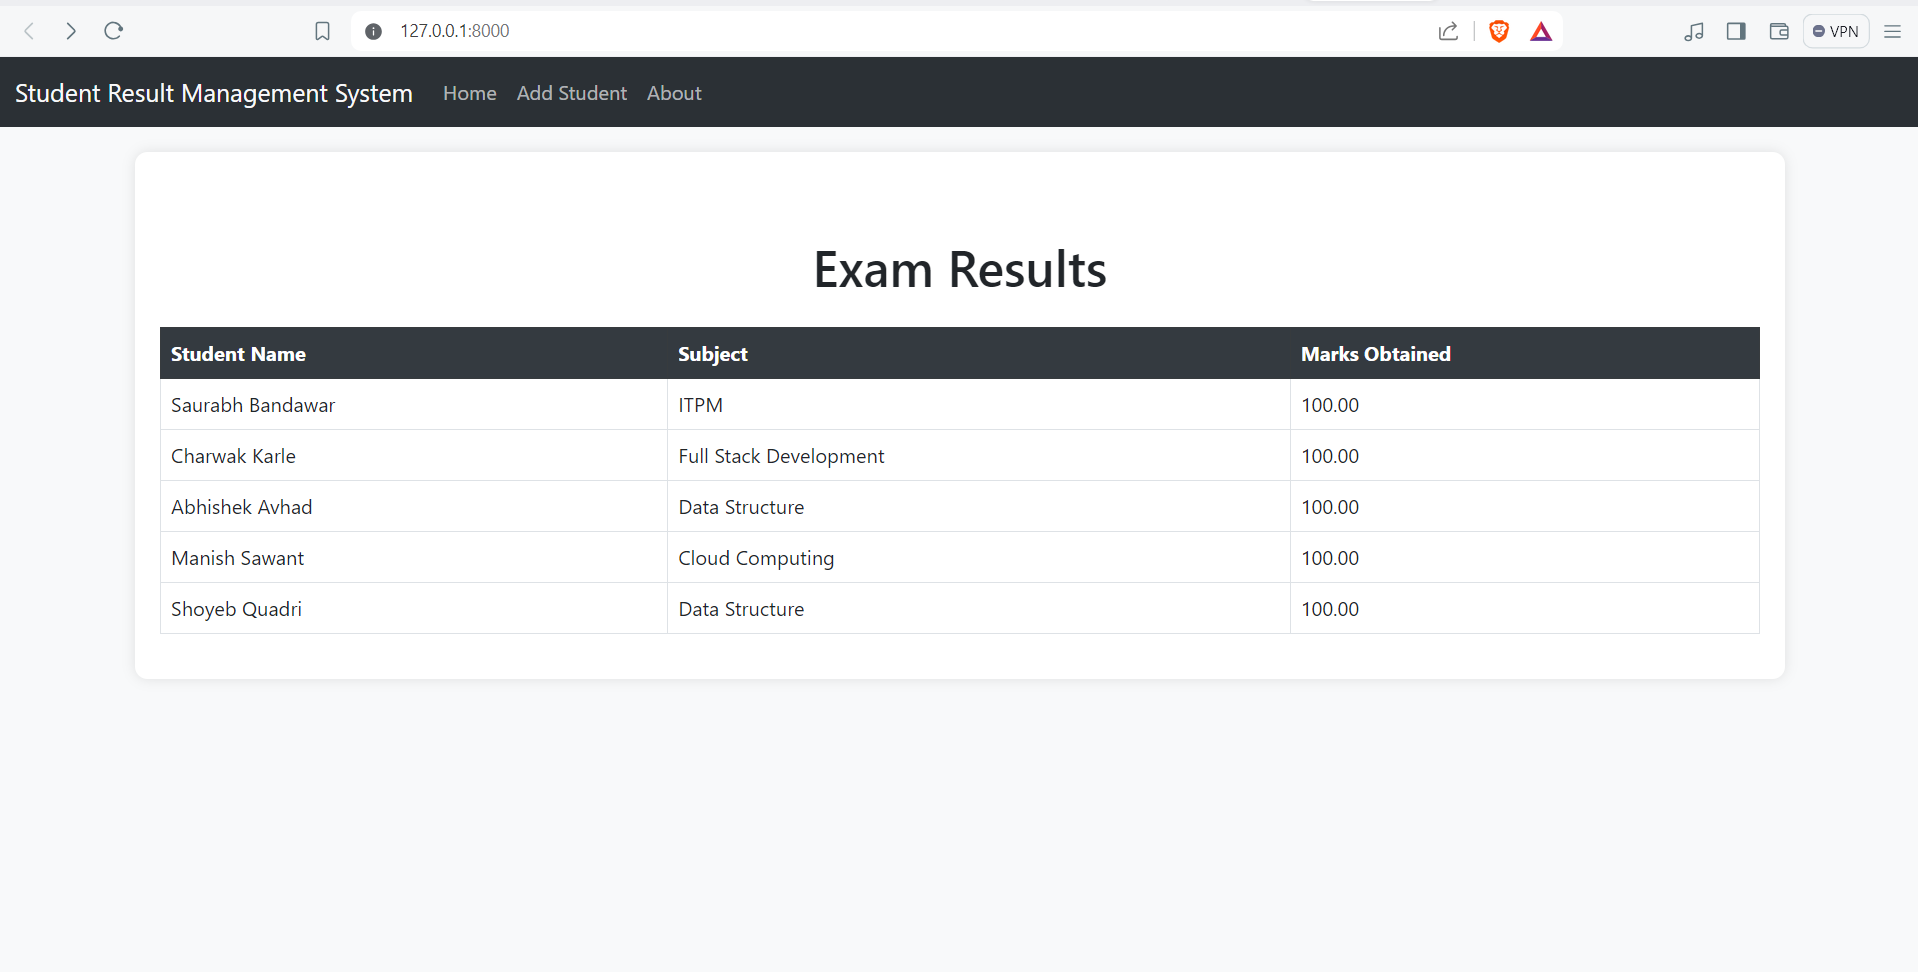 127.0.0.1:8000
VPN
Student Result Management System Home Add Student About
Exam Results
Student Name Subject Marks Obtained
Saurabh Bandawar ITPM 100.00
Charwak Karle Full Stack Development 100.00
Abhishek Avhad Data Structure 100.00
Manish Sawant Cloud Computing 100.00
Shoyeb Quadri Data Structure 100.00